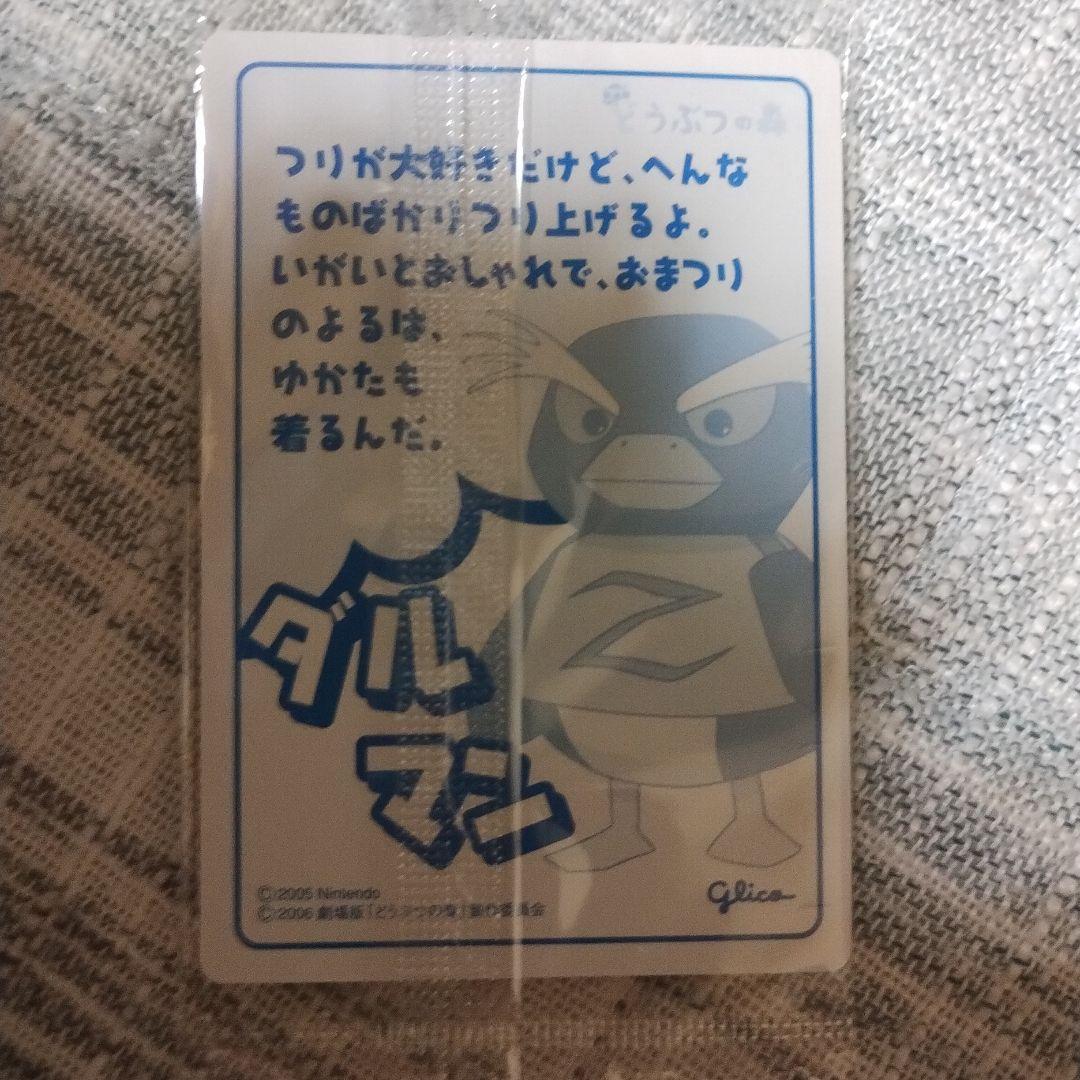 どうぶつの森
つりが大好きだけど、へんな
ものばかりつり上げるよ。
いがいとおしゃれで、おまつり
のよるは、
ゆかたも
着るんだ。
ダル
マン
Z
©2005 Nintendo
©2006 劇場版「どうぶつの森」製作委員会
glico